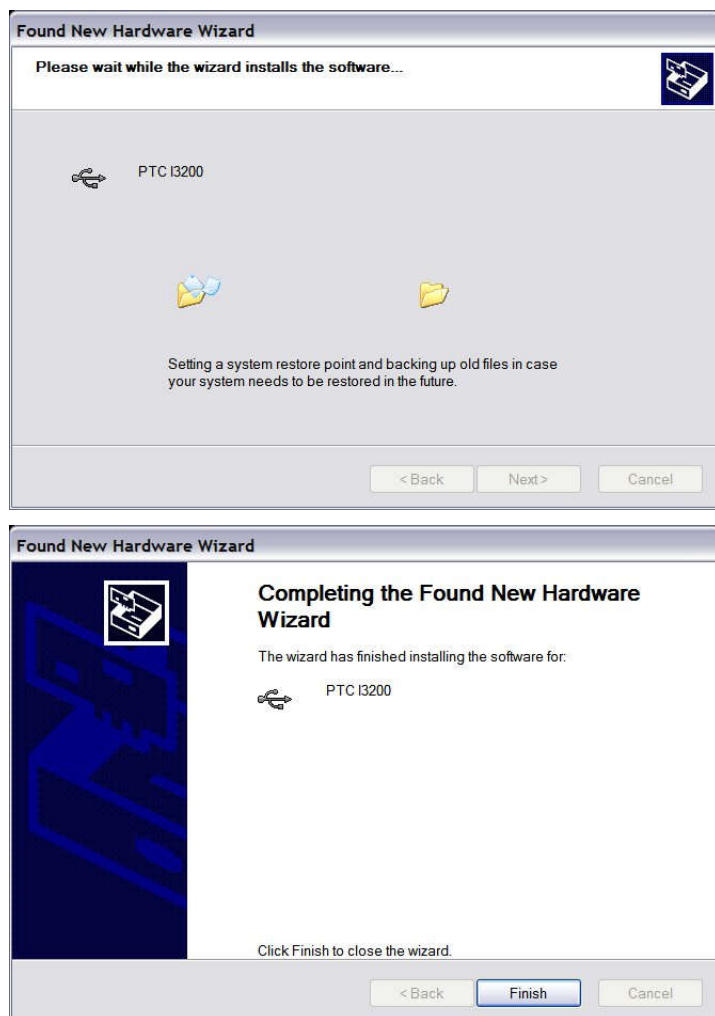 Found New Hardware Wizard
Please wait while the wizard installs the software...
PTC I3200
Setting a system restore point and backing up old files in case
your system needs to be restored in the future.
< Back
Next >
Cancel
Found New Hardware Wizard
Completing the Found New Hardware
Wizard
The wizard has finished installing the software for:
PTC I3200
Click Finish to close the wizard.
< Back
Finish
Cancel